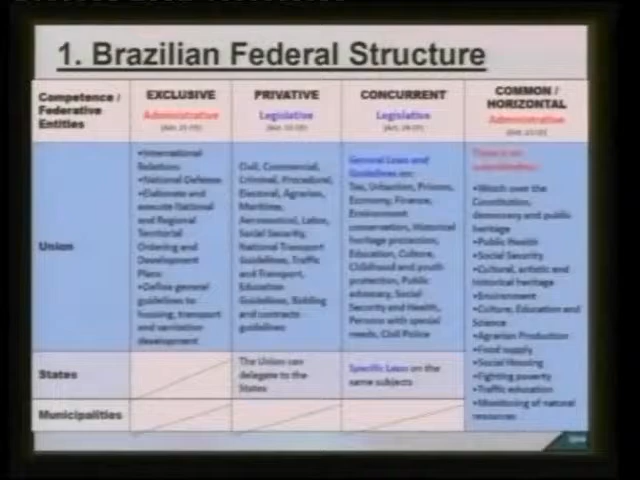 1. Brazilian Federal Structure
Competence /
Federative
Entities
EXCLUSIVE
Administrative
PRIVATIVE
Legislative
CONCURRENT
Legislative
COMMON /
HORIZONTAL
Administrative
Union
•International
Relations
•National Defense
•Elaborate and
execute National
and Regional
Territorial
Ordering and
Development
Plans
•Define general
guidelines to
housing, transport
and sanitation
development
Civil, Commercial,
Criminal, Procedural,
Electoral, Agrarian,
Maritime,
Aeronautical, Labor,
Social Security,
National Transport
Guidelines, Traffic
and Transport,
Education
Guidelines, Bidding
and contracts
guidelines
General Laws and
Guidelines on:
Tax, Urbanism, Prisons,
Economy, Finance,
Environment
conservation, Historical
heritage protection,
Education, Culture,
Childhood and youth
protection, Public
advocacy, Social
Security and Health,
Persons with special
needs, Civil Police
•Watch over the
Constitution,
democracy and public
heritage
•Public Health
•Social Security
•Cultural, artistic and
historical heritage
•Environment
•Culture, Education and
Science
•Agrarian Production
•Food supply
•Social Housing
•Fighting poverty
•Traffic education
•Monitoring of natural
resources
States
The Union can
delegate to the
States
Specific Laws on the
same subjects
Municipalities